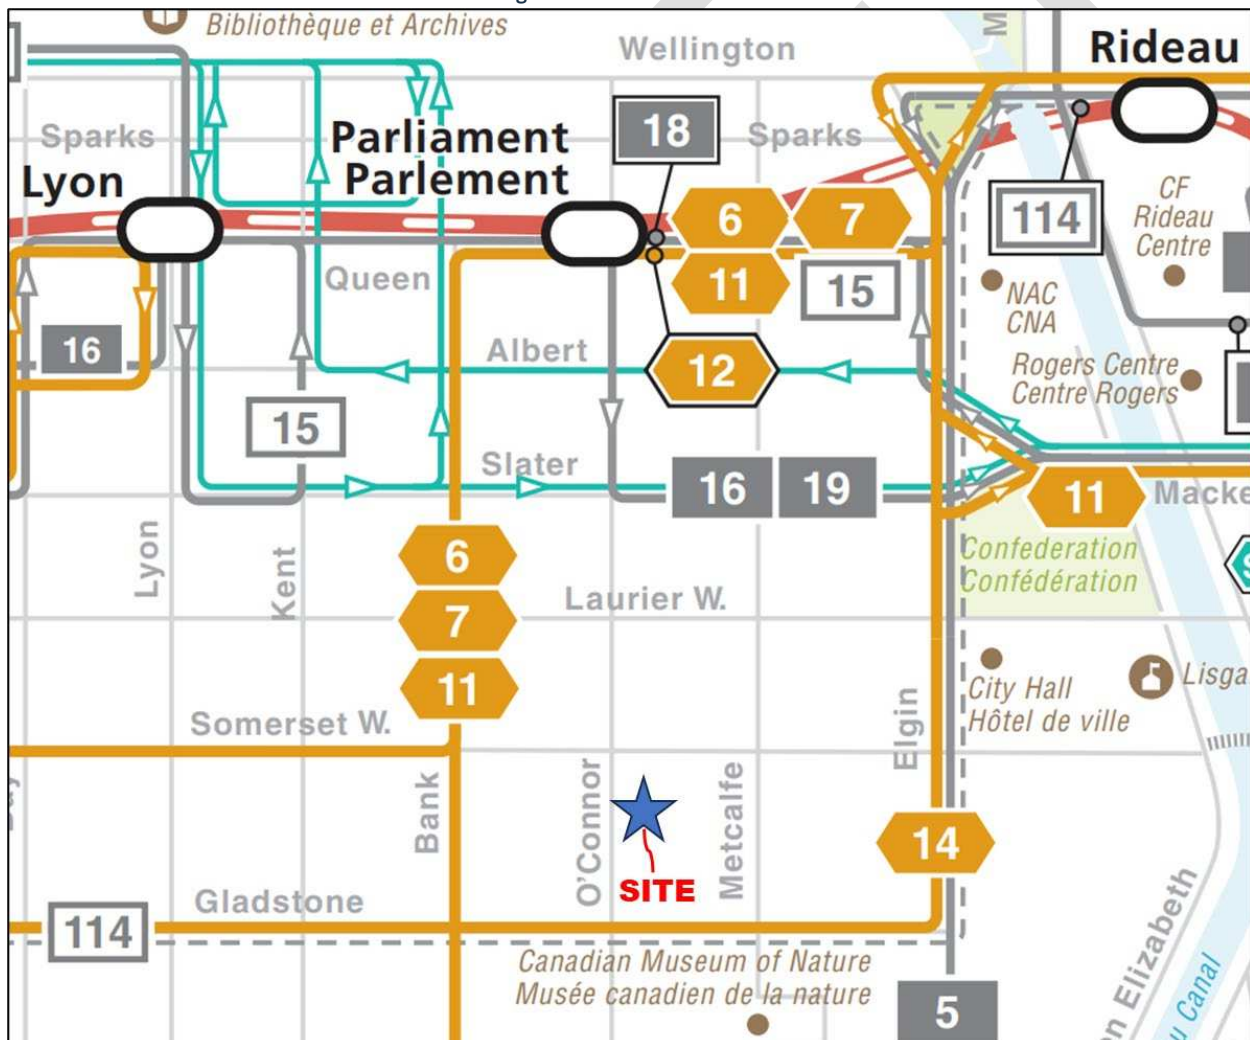 Bibliothèque et Archives
Wellington
Rideau
Sparks
Parliament
Parlement
18
Sparks
Lyon
6
7
114
CF
Rideau
Centre
Queen
11
15
NAC
CNA
16
Albert
12
Rogers Centre
Centre Rogers
15
Slater
16
19
11
Lyon
Kent
6
Confederation
Confédération
7
Laurier W.
11
City Hall
Hôtel de ville
Somerset W.
Elgin
Bank
O'Connor
Metcalfe
14
SITE
Gladstone
114
Canadian Museum of Nature
Musée canadien de la nature
5